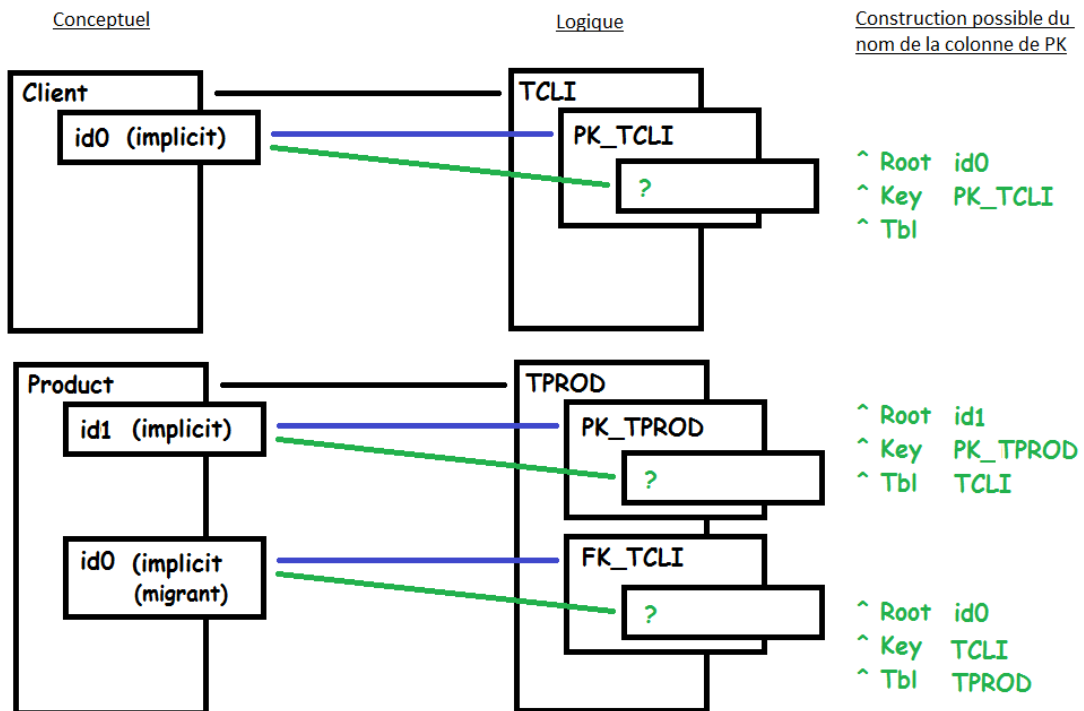 Conceptuel
Logique
Construction possible du
nom de la colonne de PK
Client
id0 (implicit)
TCLI
PK_TCLI
?
^ Root id0
^ Key PK_TCLI
^ Tbl
Product
id1 (implicit)
TPROD
PK_TPROD
?
^ Root id1
^ Key PK_TPROD
^ Tbl TCLI
id0 (implicit
(migrant)
FK_TCLI
?
^ Root id0
^ Key TCLI
^ Tbl TPROD